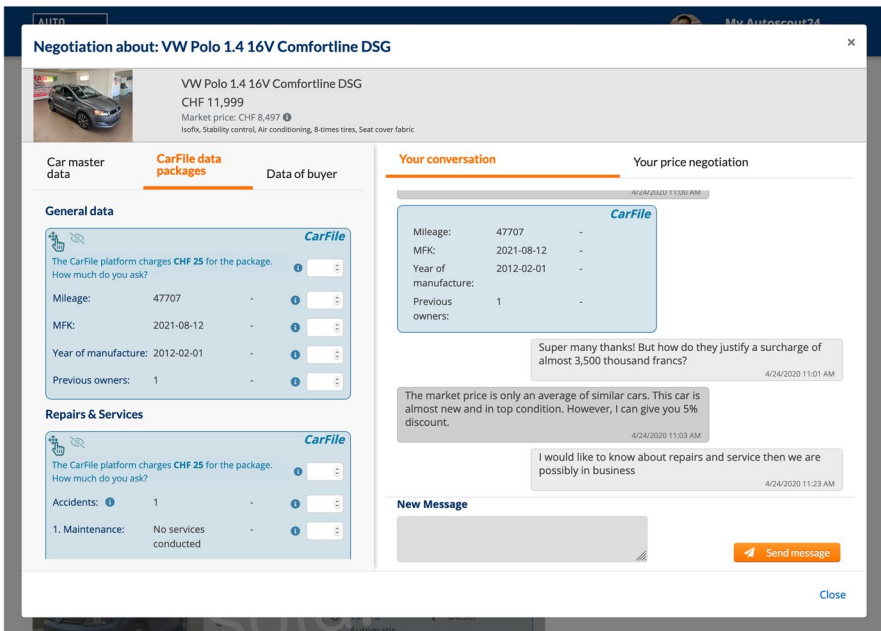 AUTO
My Autoscout24
Negotiation about: VW Polo 1.4 16V Comfortline DSG
×
VW Polo 1.4 16V Comfortline DSG
CHF 11,999
Market price: CHF 8,497
Isofix, Stability control, Air conditioning, 8-times tires, Seat cover fabric
Car master
data
CarFile data
packages
Data of buyer
General data
CarFile
The CarFile platform charges CHF 25 for the package.
How much do you ask?
Mileage: 47707 -
MFK: 2021-08-12 -
Year of manufacture: 2012-02-01 -
Previous owners: 1 -
Repairs & Services
CarFile
The CarFile platform charges CHF 25 for the package.
How much do you ask?
Accidents: 1 -
1. Maintenance: No services -
conducted
Your conversation
Your price negotiation
4/24/2020 11:00 AM
CarFile
Mileage: 47707 -
MFK: 2021-08-12 -
Year of 2012-02-01 -
manufacture:
Previous 1 -
owners:
Super many thanks! But how do they justify a surcharge of
almost 3,500 thousand francs?
4/24/2020 11:01 AM
The market price is only an average of similar cars. This car is
almost new and in top condition. However, I can give you 5%
discount.
4/24/2020 11:03 AM
I would like to know about repairs and service then we are
possibly in business
4/24/2020 11:23 AM
New Message
Send message
Close